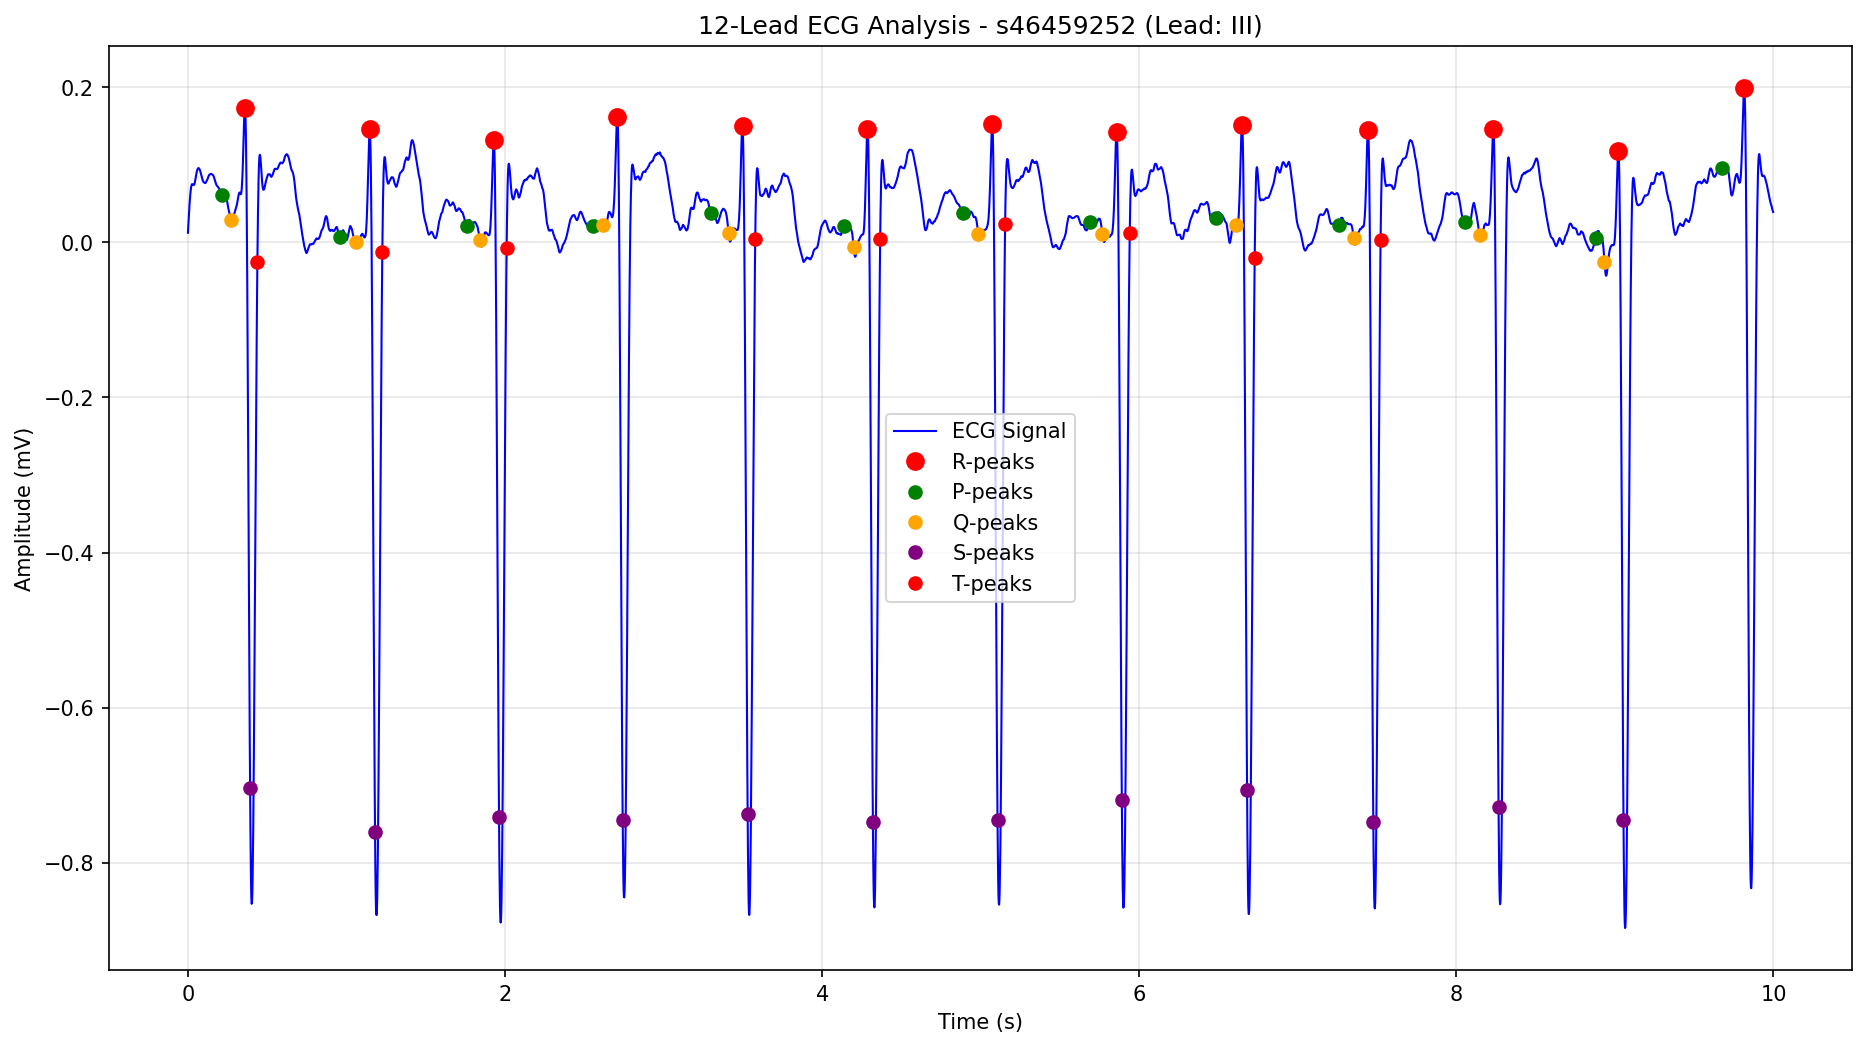 12-Lead ECG Analysis - s46459252 (Lead: III)
0.2
0.0
−0.2
−0.4
−0.6
−0.8
Amplitude (mV)
ECG Signal
R-peaks
P-peaks
Q-peaks
S-peaks
T-peaks
0 2 4 6 8 10
Time (s)